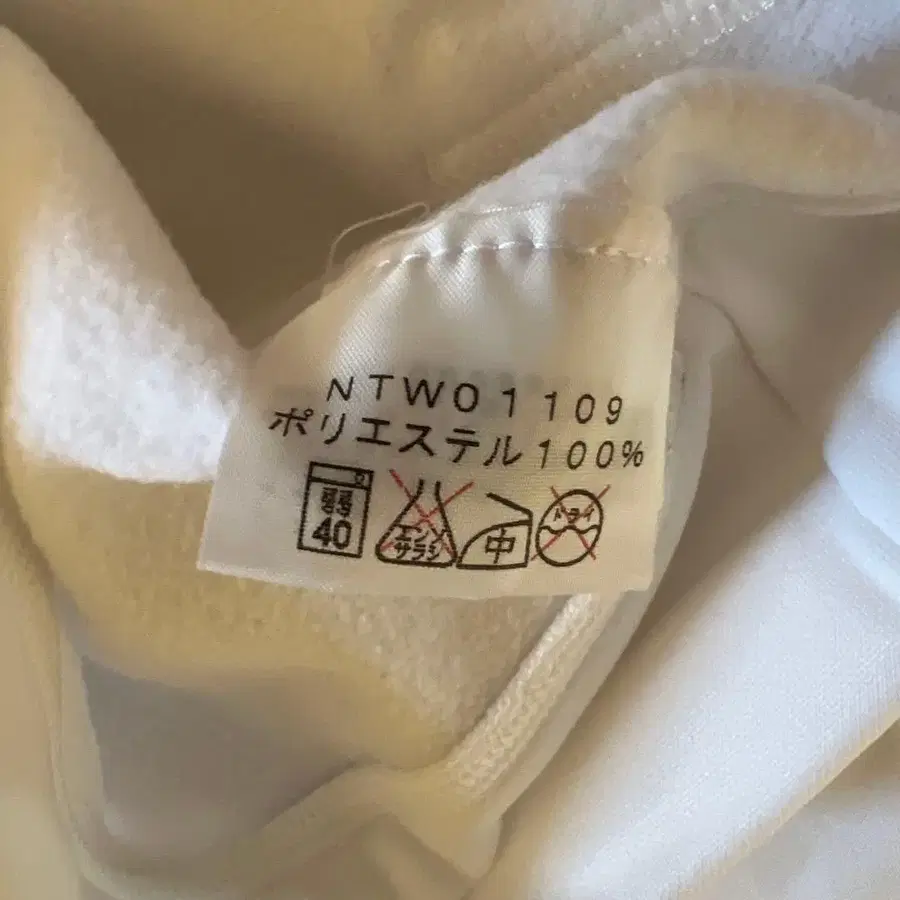 NTW01109
ポリエステル100%
弱
40
エンソ
サラシ
中
ドライ